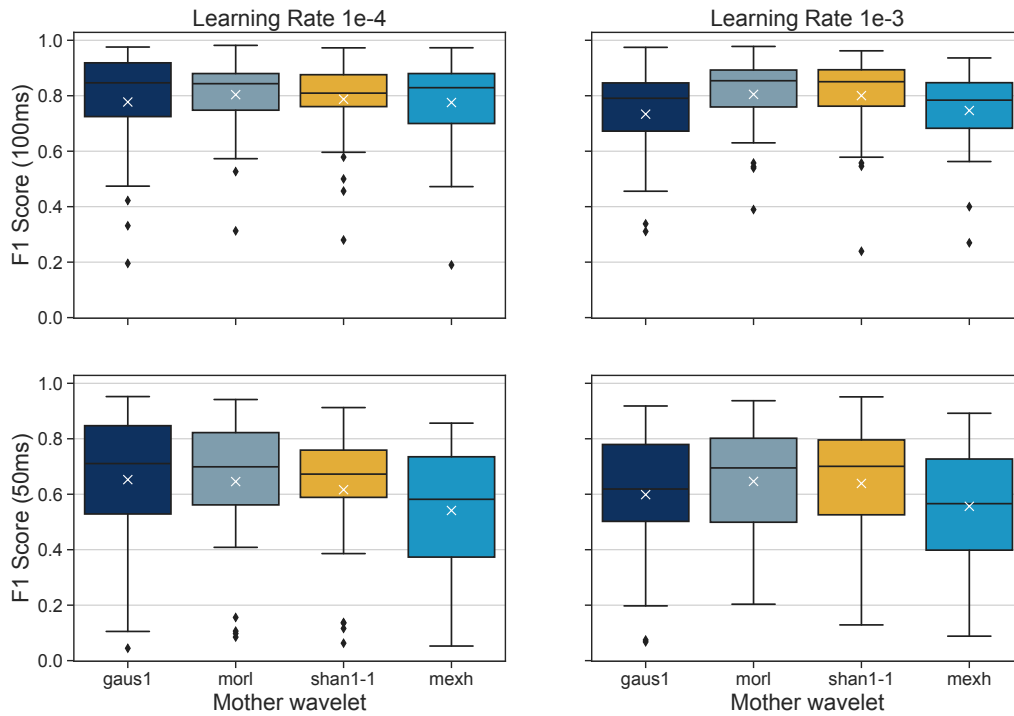 Learning Rate 1e-4
Learning Rate 1e-3
F1 Score (100ms)
1.0
0.8
0.6
0.4
0.2
0.0
F1 Score (50ms)
1.0
0.8
0.6
0.4
0.2
0.0
gaus1 morl shan1-1 mexh
Mother wavelet
gaus1 morl shan1-1 mexh
Mother wavelet